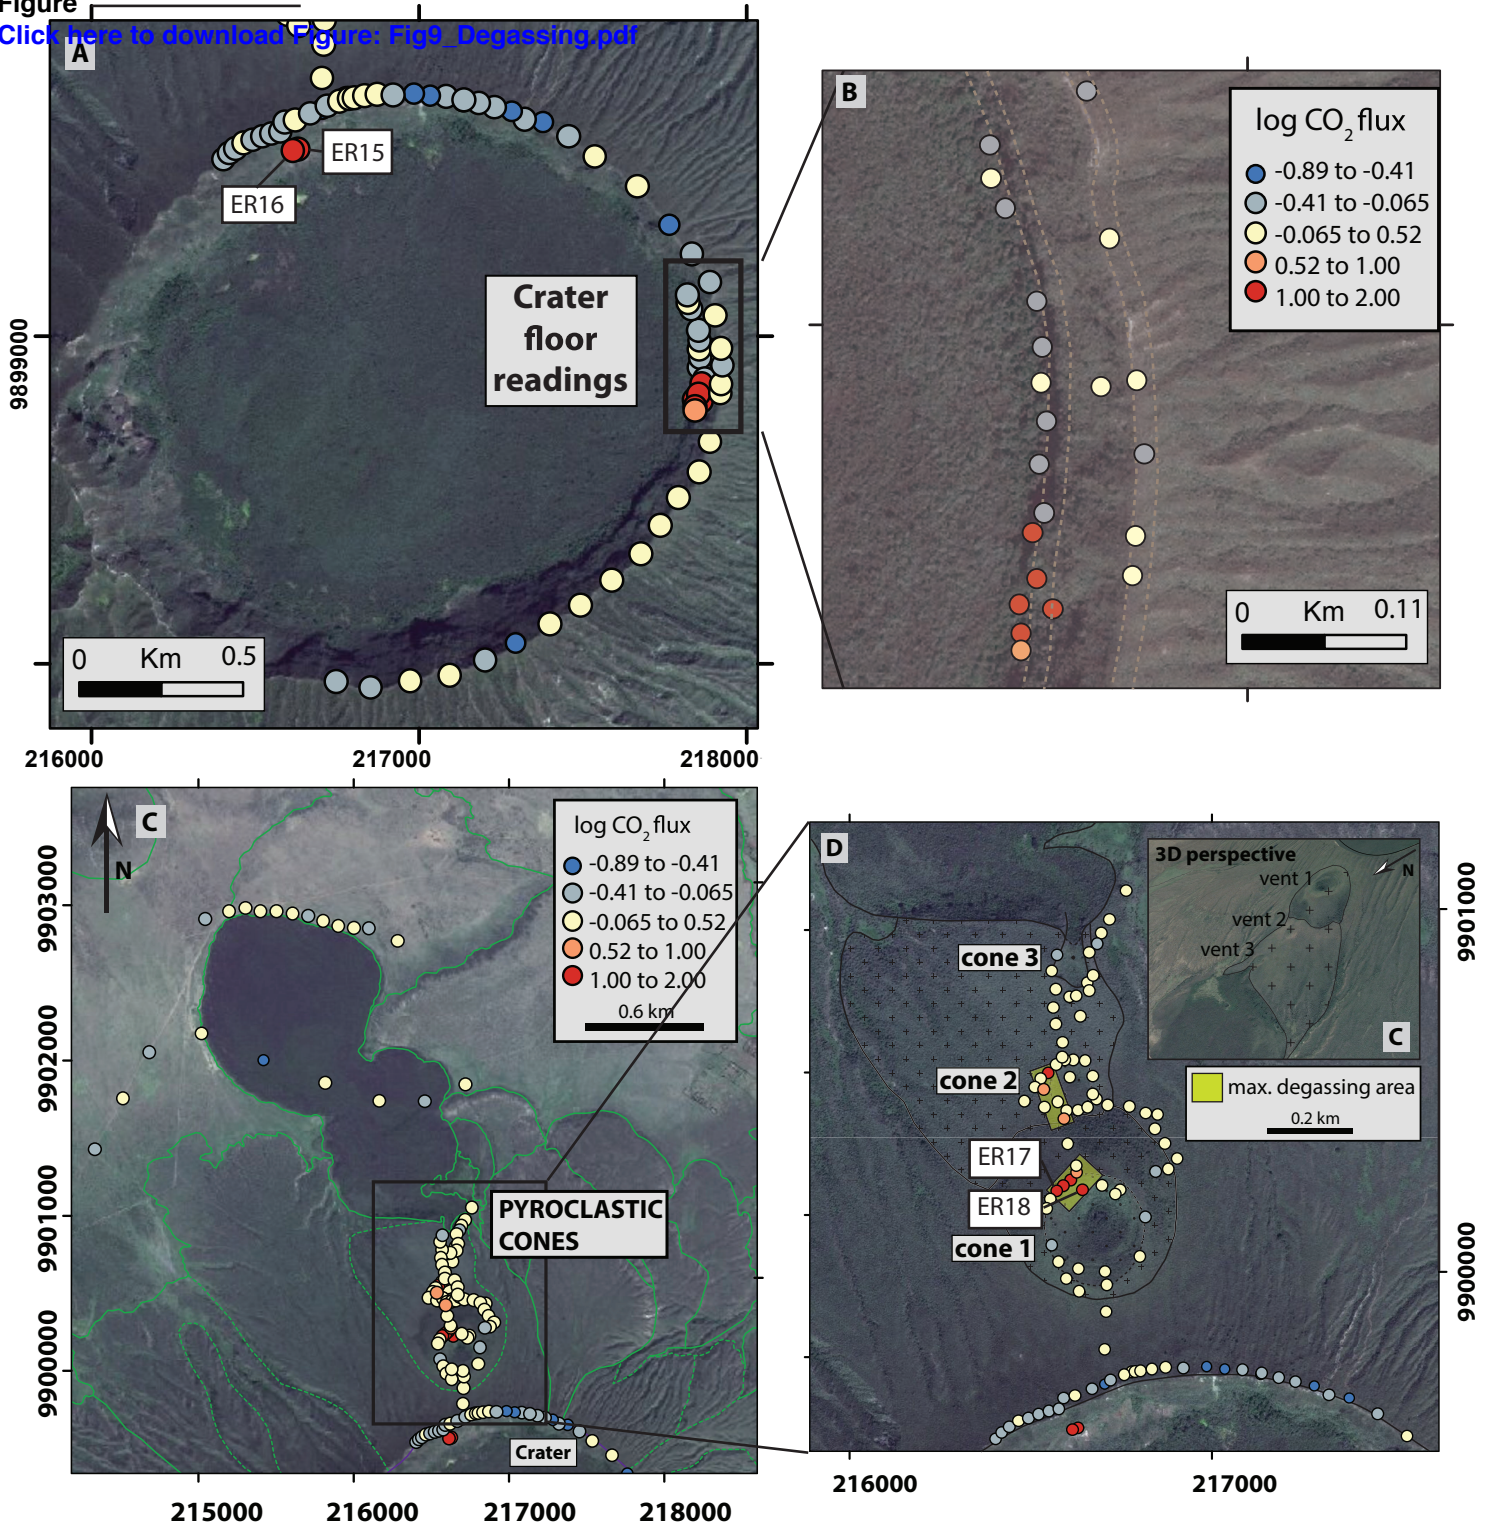 Figure
Click here to download Figure: Fig9_Degassing.pdf
A
ER15
ER16
Crater
floor
readings
9899000
0 Km 0.5
216000 217000 218000
B
log CO2 flux
-0.89 to -0.41
-0.41 to -0.065
-0.065 to 0.52
0.52 to 1.00
1.00 to 2.00
0 Km 0.11
C
N
log CO2 flux
-0.89 to -0.41
-0.41 to -0.065
-0.065 to 0.52
0.52 to 1.00
1.00 to 2.00
0.6 km
9903000
9902000
9901000
9900000
PYROCLASTIC
CONES
Crater
215000 216000 217000 218000
D
3D perspective
vent 1
N
vent 2
vent 3
C
cone 3
cone 2
max. degassing area
0.2 km
ER17
ER18
cone 1
9901000
9900000
216000 217000